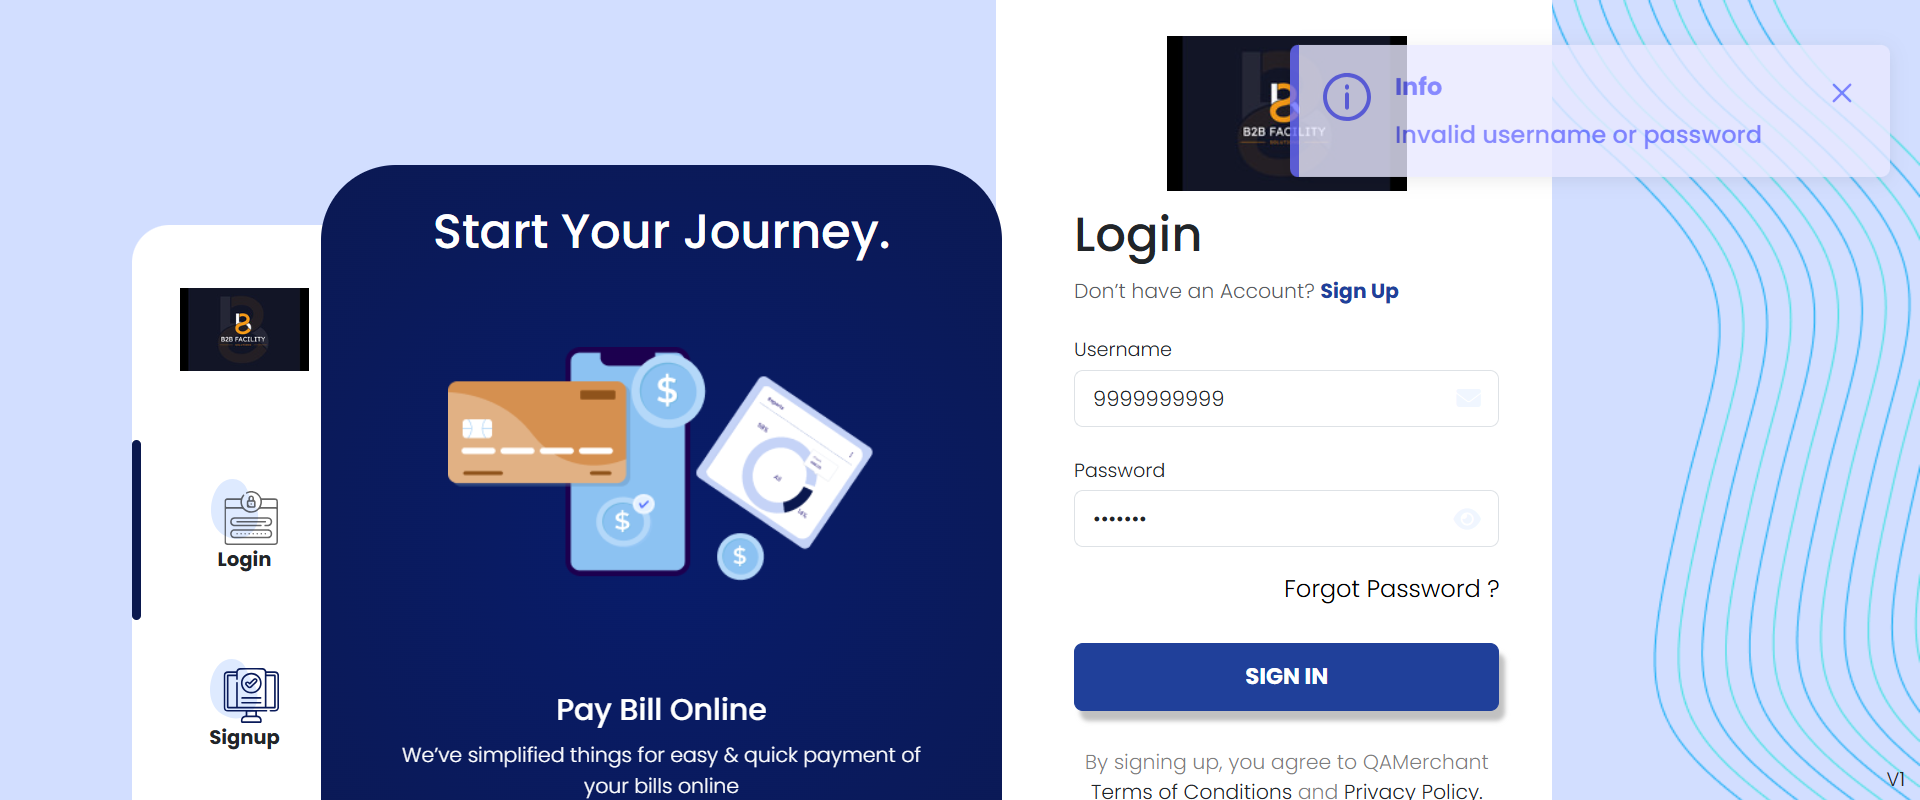 B2B FACILITY
Info
Invalid username or password
Start Your Journey.
Login
Don't have an Account? Sign Up
B2B FACILITY
Username
9999999999
Password
•••••••
Forgot Password ?
Login
SIGN IN
Signup
Pay Bill Online
We've simplified things for easy & quick payment of
your bills online
By signing up, you agree to QAMerchant
Terms of Conditions and Privacy Policy.
V1